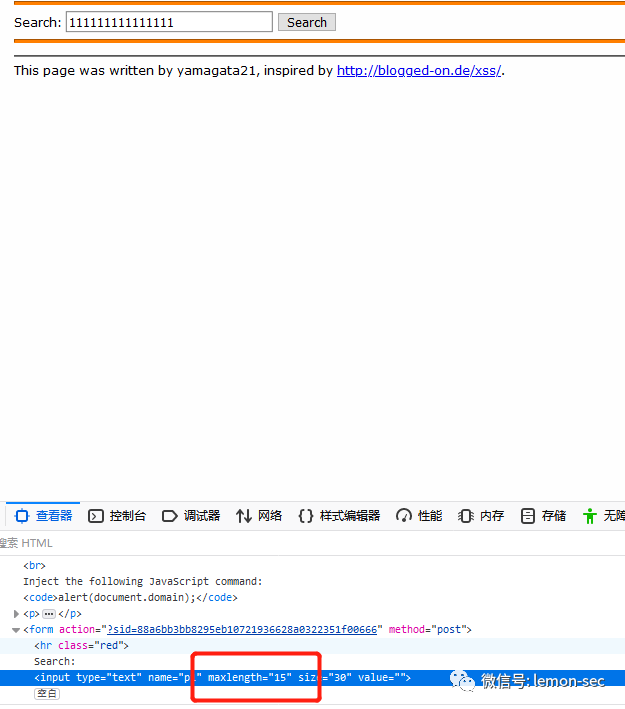 Search: 111111111111111 Search
This page was written by yamagata21, inspired by http://blogged-on.de/xss/.
查看器 控制台 调试器 网络 样式编辑器 性能 内存 存储 无障
搜索 HTML
<br>
Inject the following JavaScript command:
<code>alert(document.domain);</code>
<p>…</p>
<form action="?sid=88a6bb3bb8295eb10721936628a0322351f00666" method="post">
<hr class="red">
Search:
<input type="text" name="p1" maxlength="15" size="30" value="">
空白
微信号: lemon-sec